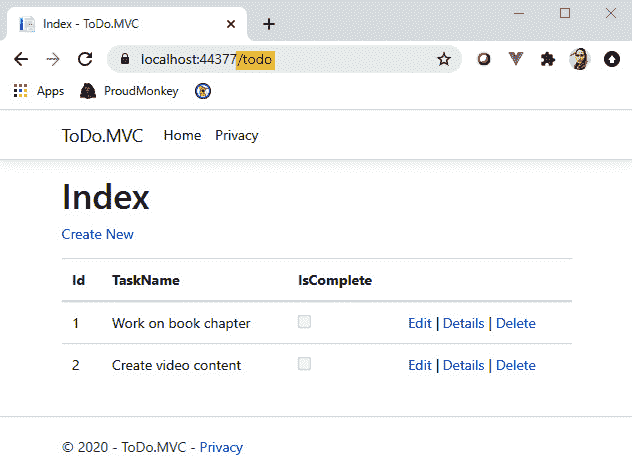 Index - ToDo.MVC
localhost:44377/todo
Apps ProudMonkey
ToDo.MVC Home Privacy
Index
Create New
Id TaskName IsComplete
1 Work on book chapter Edit | Details | Delete
2 Create video content Edit | Details | Delete
© 2020 - ToDo.MVC - Privacy